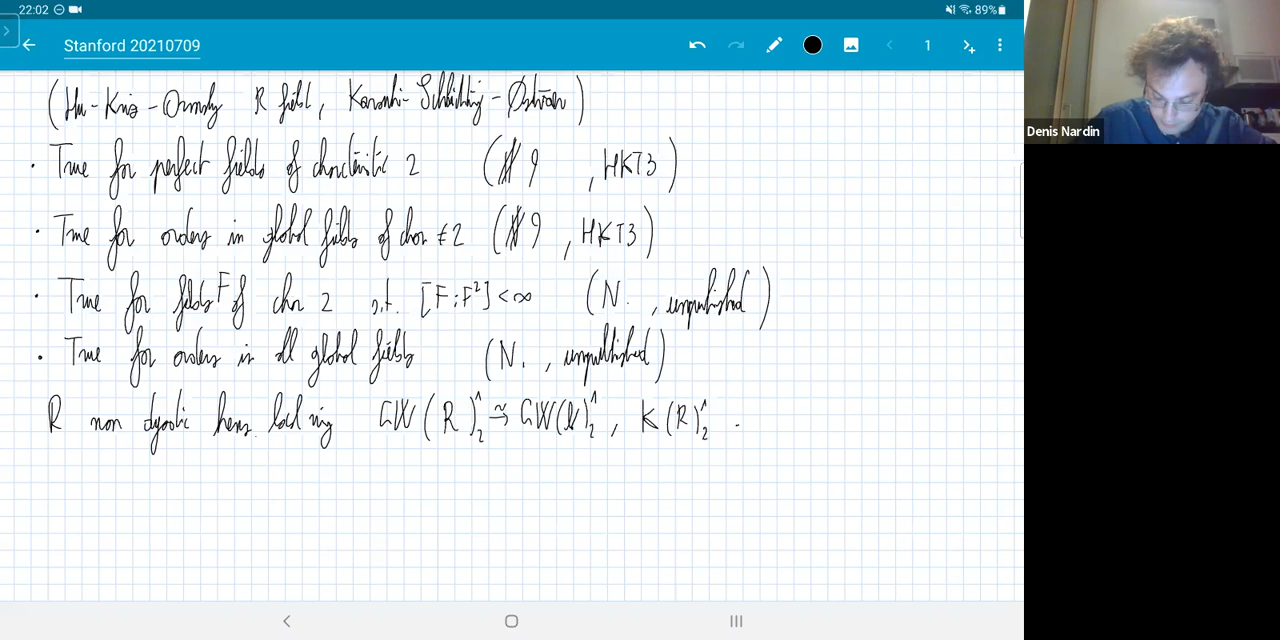 22:02 89%
Stanford 20210709
1
(Hu-Kriz-Ormsby R field, Karoubi-Schlichting-Østvær)
Denis Nardin
· True for perfect fields of characteristic 2 ( 9 , HKT3)
· True for orders in global fields of char ≠ 2 ( 9 , HKT3)
· True for fields F of char 2 s.t. [F:F²] < ∞ (N. , unpublished)
· True for orders in all global fields (N. , unpublished)
R non dyadic hens. local ring GW(R)^∧_2 ≃→ GW(k)^∧_2 , K(R)^∧_2 .